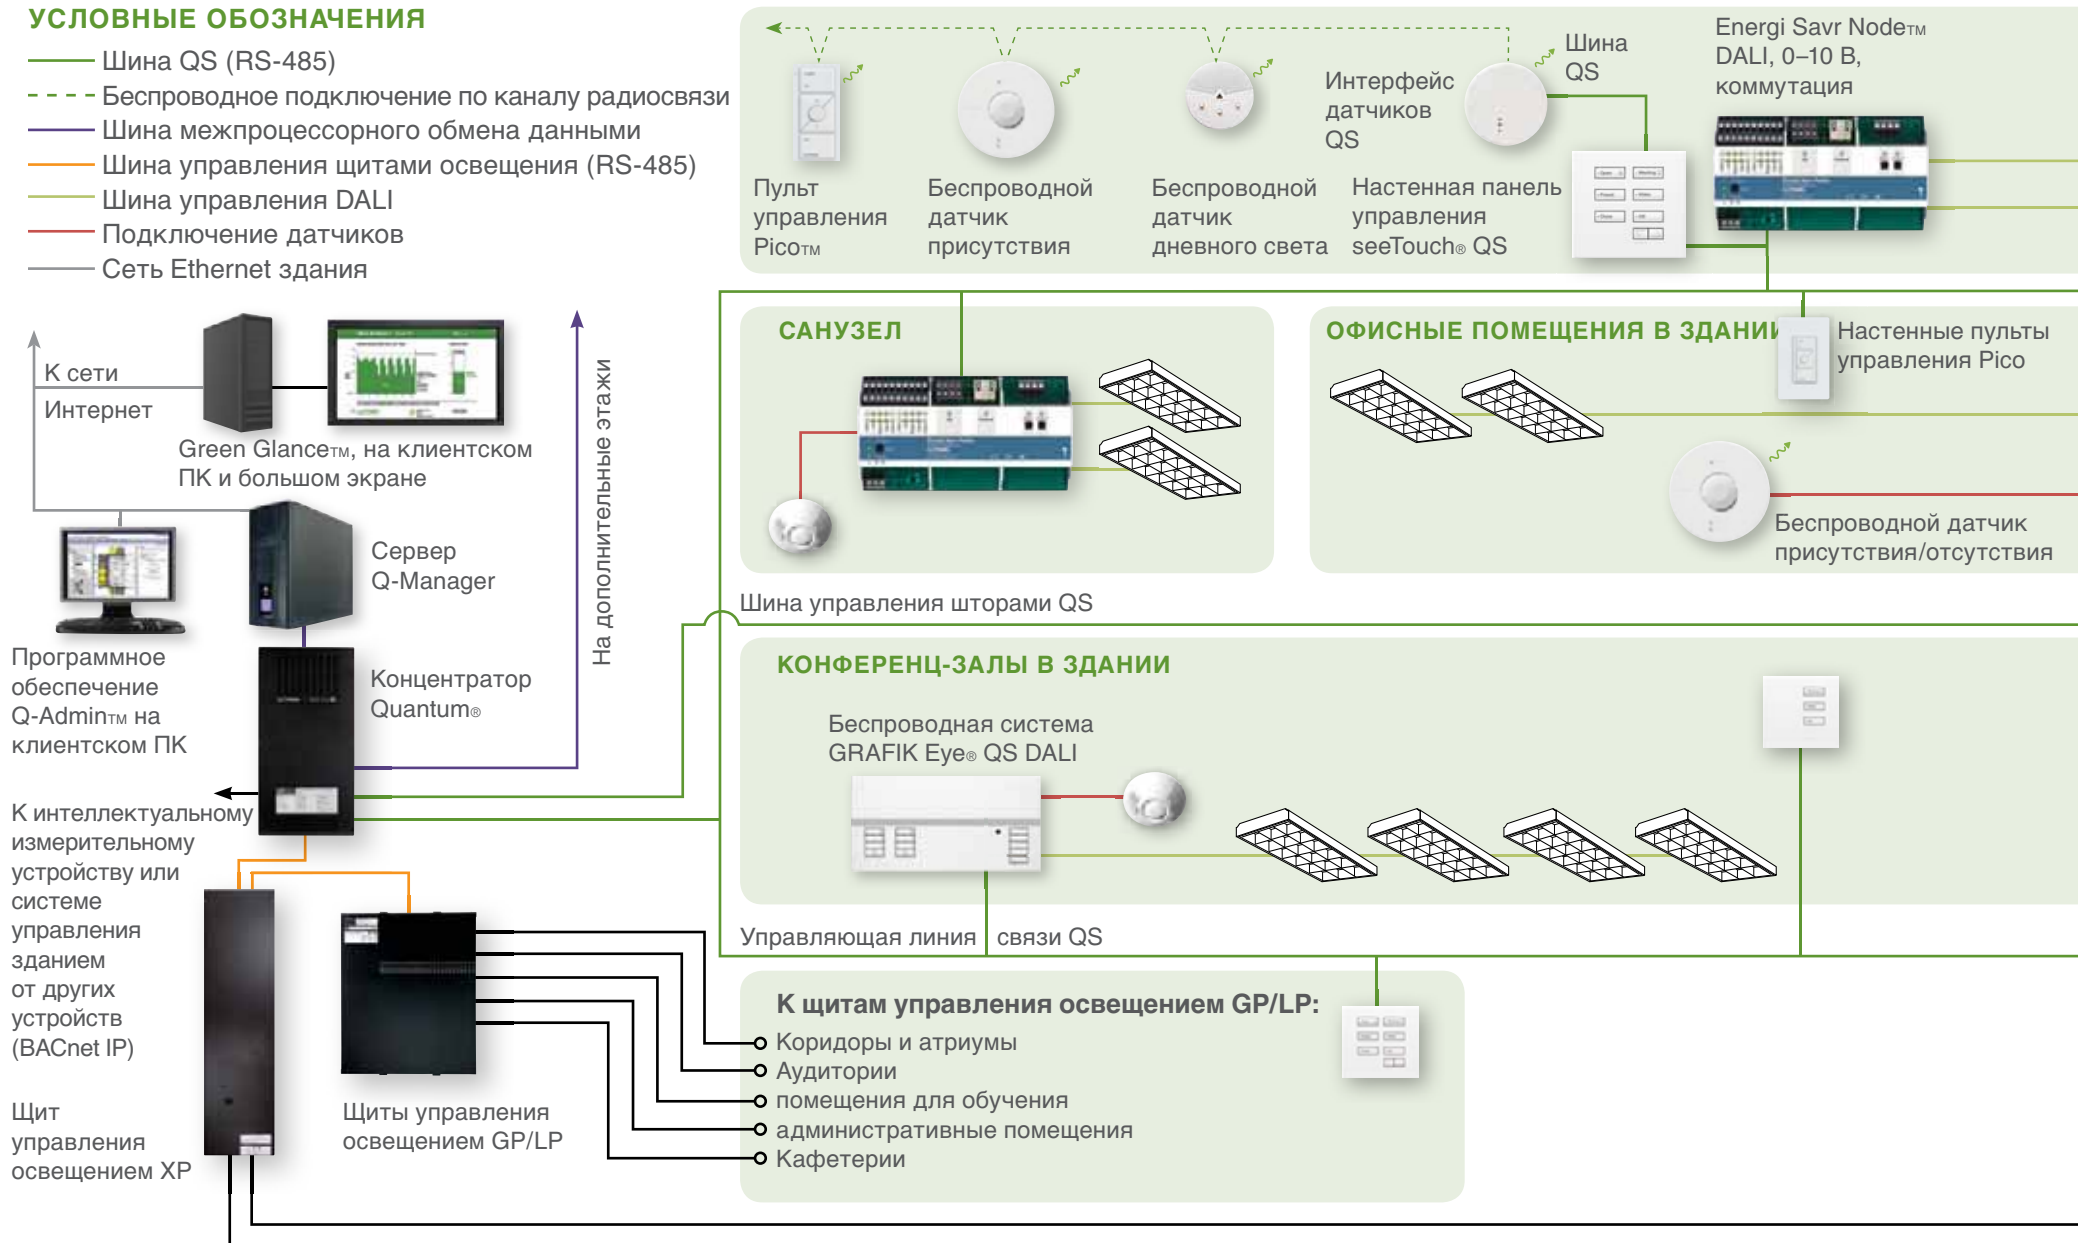 УСЛОВНЫЕ ОБОЗНАЧЕНИЯ
Шина QS (RS-485)
Беспроводное подключение по каналу радиосвязи
Шина межпроцессорного обмена данными
Шина управления щитами освещения (RS-485)
Шина управления DALI
Подключение датчиков
Сеть Ethernet здания
Пульт
управления
Pico™
Беспроводной
датчик
присутствия
Беспроводной
датчик
дневного света
Интерфейс
датчиков
QS
Шина
QS
Настенная панель
управления
seeTouch® QS
Energi Savr Node™
DALI, 0–10 В,
коммутация
К сети
Интернет
Green Glance™, на клиентском
ПК и большом экране
На дополнительные этажи
Сервер
Q-Manager
Программное
обеспечение
Q-Admin™ на
клиентском ПК
Концентратор
Quantum®
К интеллектуальному
измерительному
устройству или
системе
управления
зданием
от других
устройств
(BACnet IP)
Щит
управления
освещением XP
Щиты управления
освещением GP/LP
САНУЗЕЛ
ОФИСНЫЕ ПОМЕЩЕНИЯ В ЗДАНИИ
Настенные пульты
управления Pico
Беспроводной датчик
присутствия/отсутствия
Шина управления шторами QS
КОНФЕРЕНЦ-ЗАЛЫ В ЗДАНИИ
Беспроводная система
GRAFIK Eye® QS DALI
Управляющая линия связи QS
К щитам управления освещением GP/LP:
Коридоры и атриумы
Аудитории
помещения для обучения
административные помещения
Кафетерии